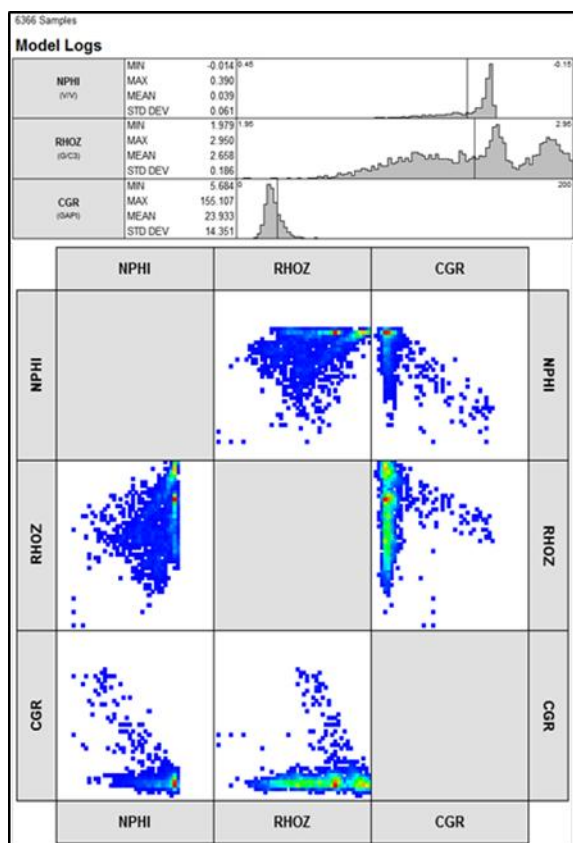 6366 Samples
Model Logs
NPHI
(V/V)
MIN -0.014
MAX 0.390
MEAN 0.039
STD DEV 0.061
0.45 -0.15
RHOZ
(G/C3)
MIN 1.979
MAX 2.950
MEAN 2.658
STD DEV 0.186
1.95 2.95
CGR
(GAPI)
MIN 5.684
MAX 155.107
MEAN 23.933
STD DEV 14.351
0 200
NPHI RHOZ CGR
NPHI NPHI
RHOZ RHOZ
CGR CGR
NPHI RHOZ CGR